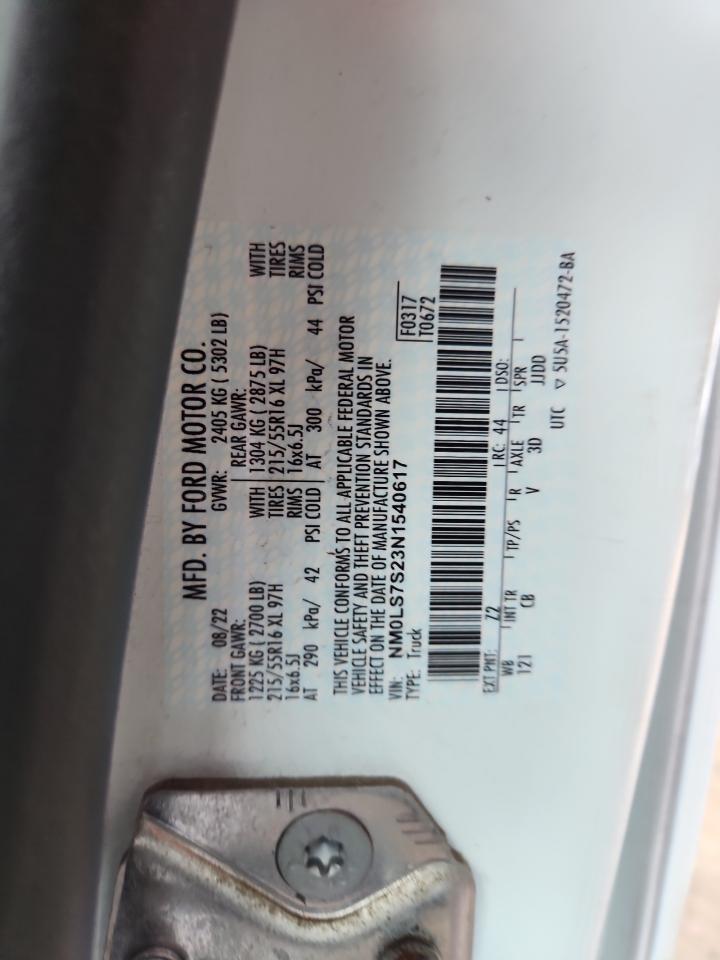 MFD. BY FORD MOTOR CO.
DATE: 08/22 GVWR: 2405 KG ( 5302 LB)
FRONT GAWR: REAR GAWR:
1225 KG ( 2700 LB) WITH 1304 KG ( 2875 LB) WITH
215/55R16 XL 97H TIRES 215/55R16 XL 97H TIRES
16x6.5J RIMS 16x6.5J RIMS
AT 290 kPa/ 42 PSI COLD AT 300 kPa/ 44 PSI COLD
THIS VEHICLE CONFORMS TO ALL APPLICABLE FEDERAL MOTOR
VEHICLE SAFETY AND THEFT PREVENTION STANDARDS IN
EFFECT ON THE DATE OF MANUFACTURE SHOWN ABOVE.
VIN: NM0LS7S23N1540617
TYPE: Truck
F0317
T0672
EXT PNT: Z2 RC: 44 DSO:
WB INT TR TP/PS R AXLE TR SPR
121 CB V 3D JJDD
UTC ▽ 5U5A-1520472-BA